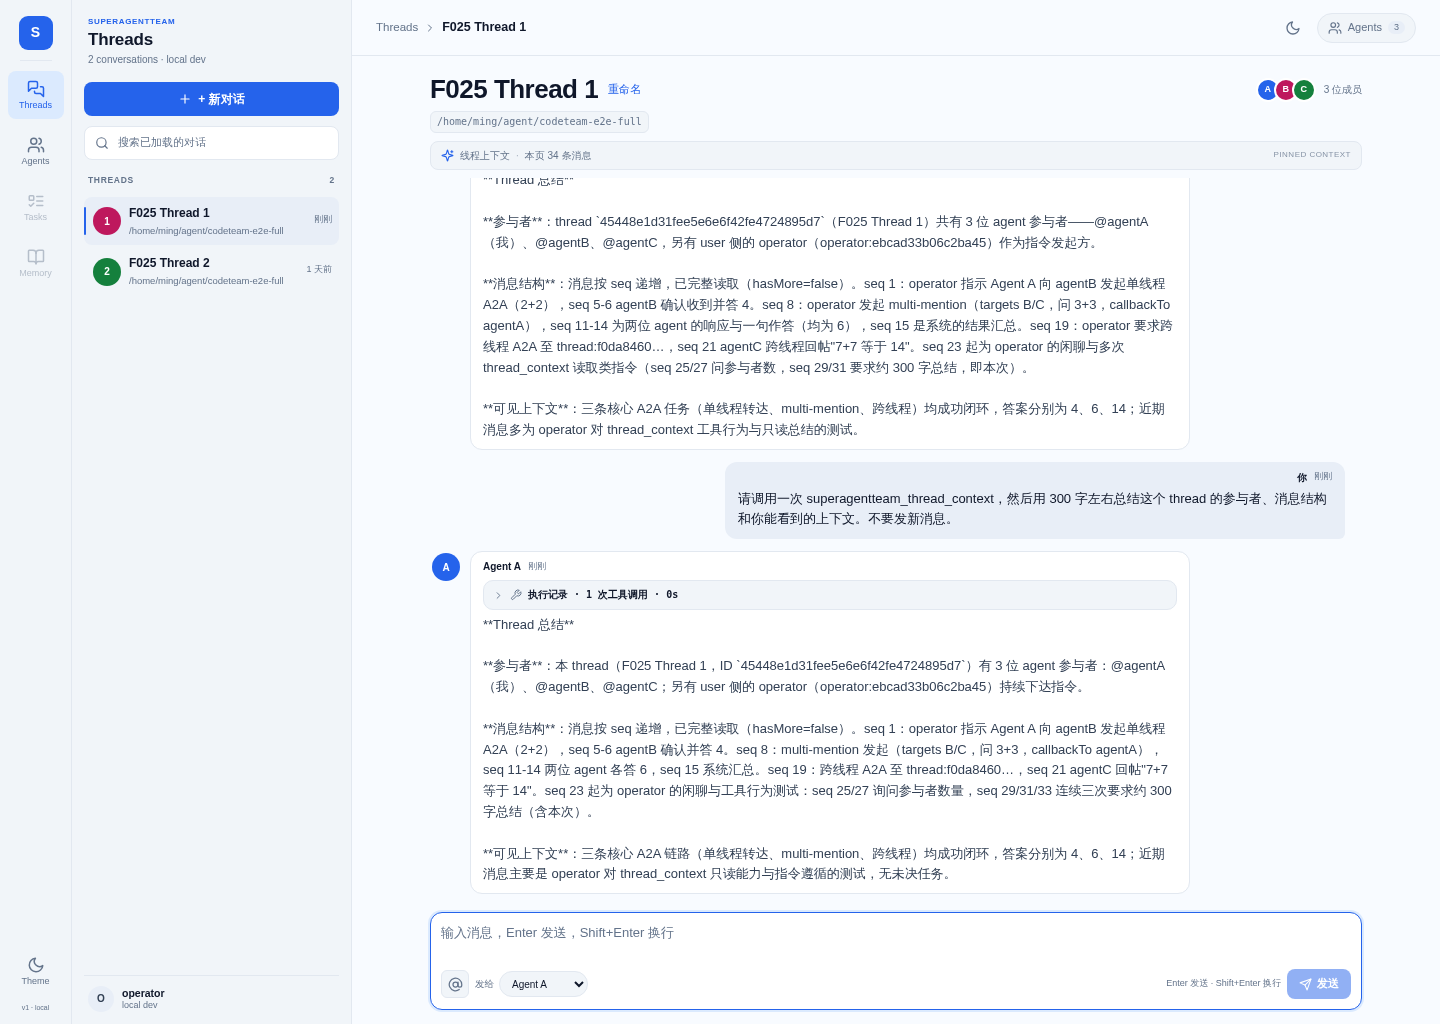 S
Threads
Agents
Tasks
Memory
Theme
v1 · local
SUPERAGENTTEAM
Threads
2 conversations · local dev
+ 新对话
搜索已加载的对话
THREADS 2
1 F025 Thread 1 刚刚
/home/ming/agent/codeteam-e2e-full
2 F025 Thread 2 1 天前
/home/ming/agent/codeteam-e2e-full
O operator
local dev
Threads > F025 Thread 1
Agents 3
F025 Thread 1 重命名
A B C 3 位成员
/home/ming/agent/codeteam-e2e-full
线程上下文 · 本页 34 条消息 PINNED CONTEXT
**Thread 总结**
**参与者**：thread `45448e1d31fee5e6e6f42fe4724895d7`（F025 Thread 1）共有 3 位 agent 参与者——@agentA
（我）、@agentB、@agentC，另有 user 侧的 operator（operator:ebcad33b06c2ba45）作为指令发起方。
**消息结构**：消息按 seq 递增，已完整读取（hasMore=false）。seq 1：operator 指示 Agent A 向 agentB 发起单线程
A2A（2+2），seq 5-6 agentB 确认收到并答 4。seq 8：operator 发起 multi-mention（targets B/C，问 3+3，callbackTo
agentA），seq 11-14 为两位 agent 的响应与一句作答（均为 6），seq 15 是系统的结果汇总。seq 19：operator 要求跨
线程 A2A 至 thread:f0da8460…，seq 21 agentC 跨线程回帖"7+7 等于 14"。seq 23 起为 operator 的闲聊与多次
thread_context 读取类指令（seq 25/27 问参与者数，seq 29/31 要求约 300 字总结，即本次）。
**可见上下文**：三条核心 A2A 任务（单线程转达、multi-mention、跨线程）均成功闭环，答案分别为 4、6、14；近期
消息多为 operator 对 thread_context 工具行为与只读总结的测试。
你 刚刚
请调用一次 superagentteam_thread_context，然后用 300 字左右总结这个 thread 的参与者、消息结构
和你能看到的上下文。不要发新消息。
A
Agent A 刚刚
执行记录 · 1 次工具调用 · 0s
**Thread 总结**
**参与者**：本 thread（F025 Thread 1，ID `45448e1d31fee5e6e6f42fe4724895d7`）有 3 位 agent 参与者：@agentA
（我）、@agentB、@agentC；另有 user 侧的 operator（operator:ebcad33b06c2ba45）持续下达指令。
**消息结构**：消息按 seq 递增，已完整读取（hasMore=false）。seq 1：operator 指示 Agent A 向 agentB 发起单线程
A2A（2+2），seq 5-6 agentB 确认并答 4。seq 8：multi-mention 发起（targets B/C，问 3+3，callbackTo agentA），
seq 11-14 两位 agent 各答 6，seq 15 系统汇总。seq 19：跨线程 A2A 至 thread:f0da8460…，seq 21 agentC 回帖"7+7
等于 14"。seq 23 起为 operator 的闲聊与工具行为测试：seq 25/27 询问参与者数量，seq 29/31/33 连续三次要求约 300
字总结（含本次）。
**可见上下文**：三条核心 A2A 链路（单线程转达、multi-mention、跨线程）均成功闭环，答案分别为 4、6、14；近期
消息主要是 operator 对 thread_context 只读能力与指令遵循的测试，无未决任务。
输入消息，Enter 发送，Shift+Enter 换行
发给 Agent A
Enter 发送 · Shift+Enter 换行 发送